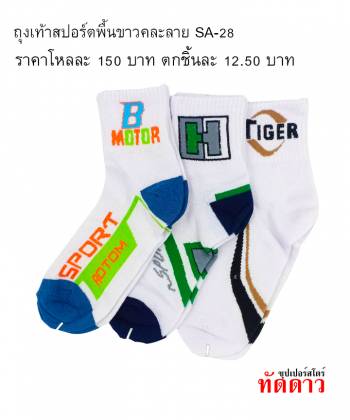 ถุงเท้าสปอร์ตพื้นขาวคละลาย SA-28
ราคาโหลละ 150 บาท ตกชิ้นละ 12.50 บาท
B
MOTOR
H
TIGER
SPORT
MOTOM
SPO
ซุปเปอร์สโตร์
ทัดดาว